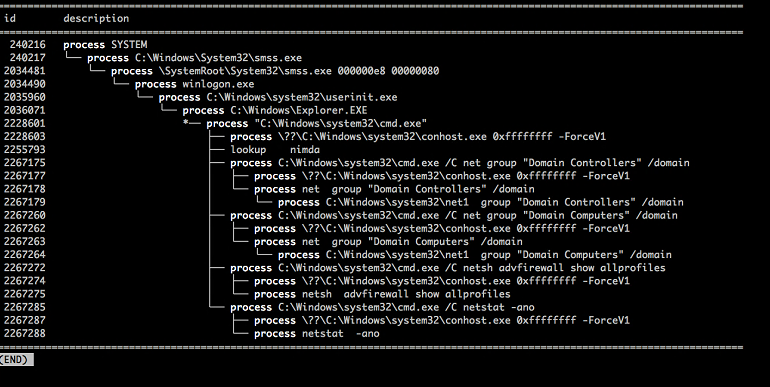 id description
240216 process SYSTEM
240217 process C:\Windows\System32\smss.exe
2034481 process \SystemRoot\System32\smss.exe 000000e8 00000080
2034490 process winlogon.exe
2035960 process C:\Windows\system32\userinit.exe
2036071 process C:\Windows\Explorer.EXE
2228601 * process "C:\Windows\system32\cmd.exe"
2228603 process \??\C:\Windows\system32\conhost.exe 0xffffffff -ForceV1
2255793 lookup nimda
2267175 process C:\Windows\system32\cmd.exe /C net group "Domain Controllers" /domain
2267177 process \??\C:\Windows\system32\conhost.exe 0xffffffff -ForceV1
2267178 process net group "Domain Controllers" /domain
2267179 process C:\Windows\system32\net1 group "Domain Controllers" /domain
2267260 process C:\Windows\system32\cmd.exe /C net group "Domain Computers" /domain
2267262 process \??\C:\Windows\system32\conhost.exe 0xffffffff -ForceV1
2267263 process net group "Domain Computers" /domain
2267264 process C:\Windows\system32\net1 group "Domain Computers" /domain
2267272 process C:\Windows\system32\cmd.exe /C netsh advfirewall show allprofiles
2267274 process \??\C:\Windows\system32\conhost.exe 0xffffffff -ForceV1
2267275 process netsh advfirewall show allprofiles
2267285 process C:\Windows\system32\cmd.exe /C netstat -ano
2267287 process \??\C:\Windows\system32\conhost.exe 0xffffffff -ForceV1
2267288 process netstat -ano
(END)